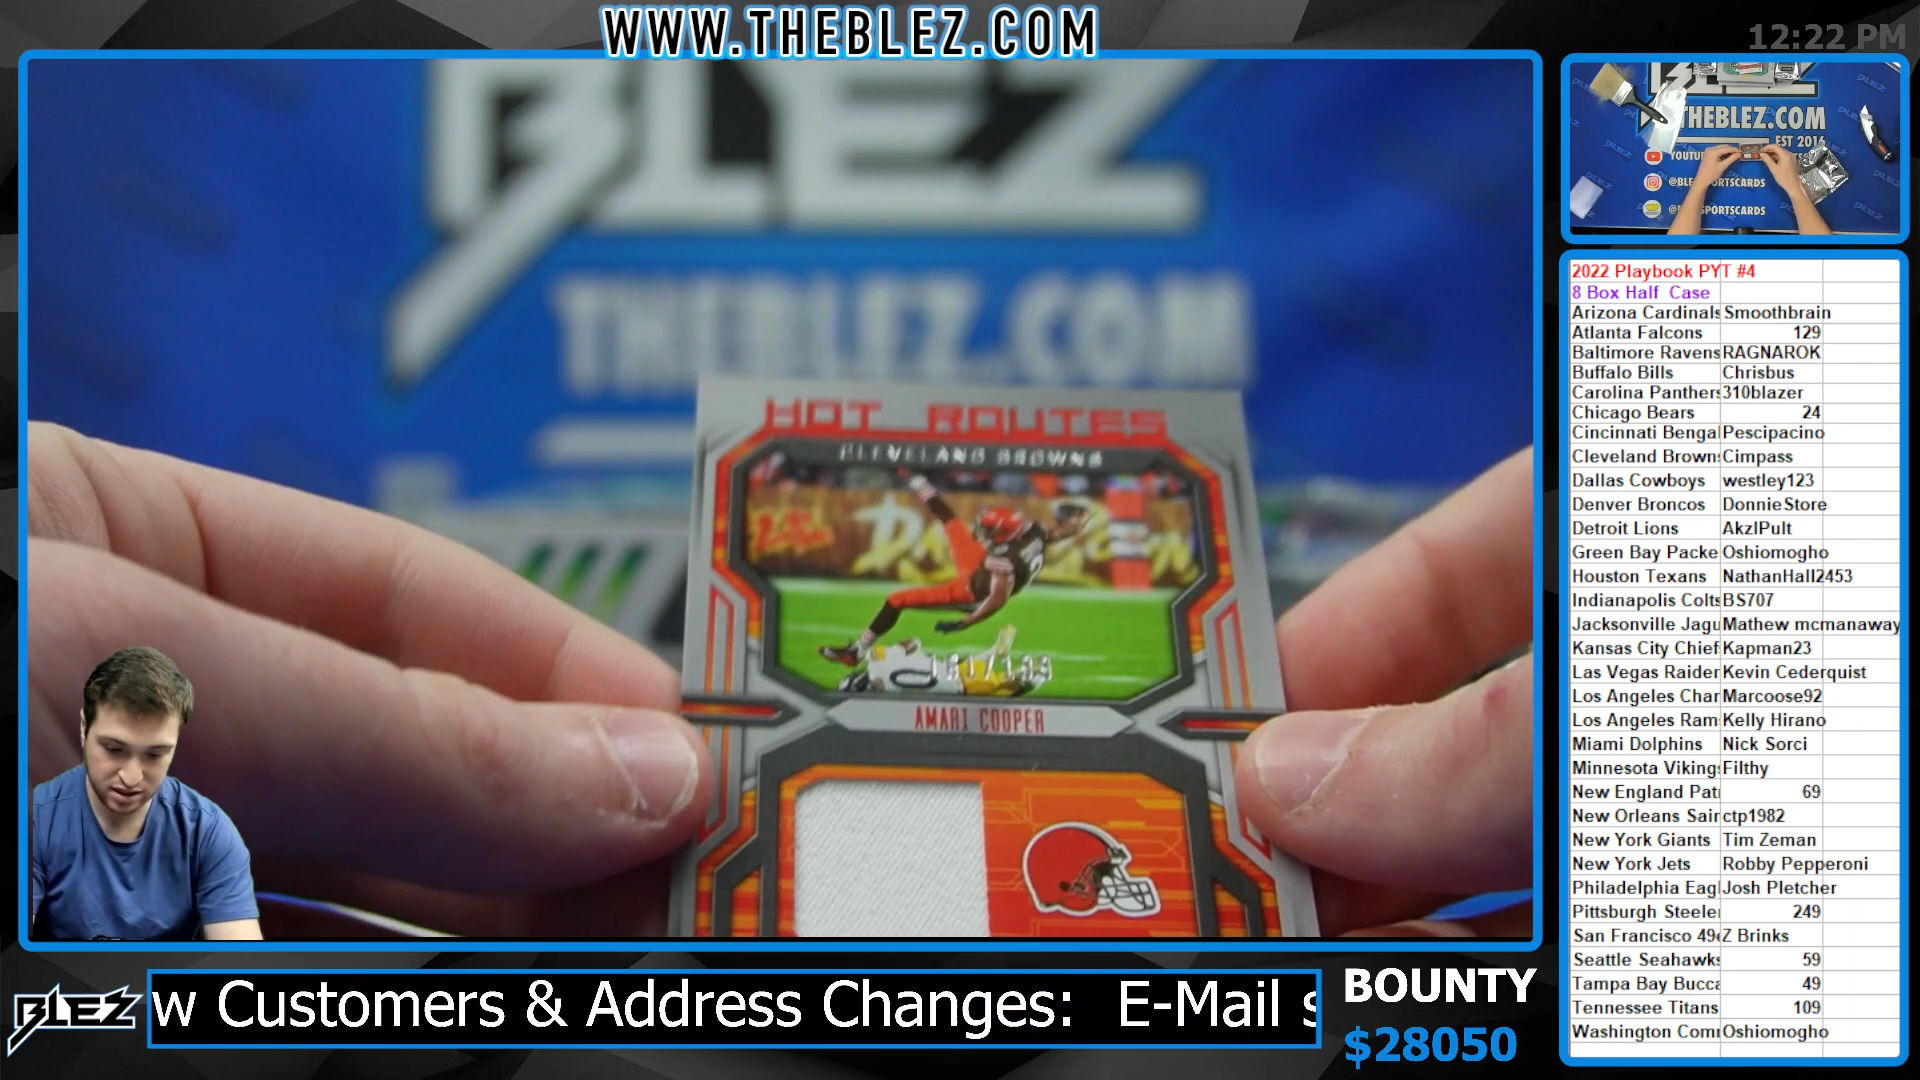 WWW.THEBLEZ.COM
12:22 PM
BLEZ
THEBLEZ.COM
HOT ROUTES
CLEVELAND BROWNS
AMARI COOPER
THEBLEZ.COM
EST 2016
2022 Playbook PYT #4
8 Box Half Case
Arizona Cardinals Smoothbrain
Atlanta Falcons 129
Baltimore Ravens RAGNAROK
Buffalo Bills Chrisbus
Carolina Panthers 310blazer
Chicago Bears 24
Cincinnati Bengal Pescipacino
Cleveland Browns Cimpass
Dallas Cowboys westley123
Denver Broncos DonnieStore
Detroit Lions AkzlPult
Green Bay Packe Oshiomogho
Houston Texans NathanHall2453
Indianapolis Colts BS707
Jacksonville Jagu Mathew mcmanaway
Kansas City Chief Kapman23
Las Vegas Raider Kevin Cederquist
Los Angeles Char Marcoose92
Los Angeles Rams Kelly Hirano
Miami Dolphins Nick Sorci
Minnesota Vikings Filthy
New England Pat 69
New Orleans Sain ctp1982
New York Giants Tim Zeman
New York Jets Robby Pepperoni
Philadelphia Eagl Josh Pletcher
Pittsburgh Steele 249
San Francisco 49e Z Brinks
Seattle Seahawks 59
Tampa Bay Bucca 49
Tennessee Titans 109
Washington Com Oshiomogho
BLEZ
w Customers & Address Changes: E-Mail s
BOUNTY
$28050